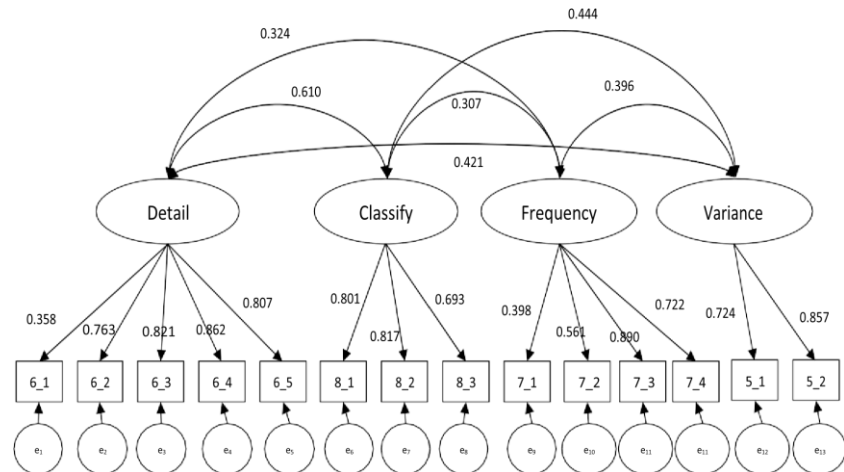 0.444
0.324
0.610
0.307
0.396
0.421
Detail
Classify
Frequency
Variance
0.358
0.763
0.821
0.862
0.807
0.801
0.817
0.693
0.398
0.561
0.890
0.722
0.724
0.857
6_1
6_2
6_3
6_4
6_5
8_1
8_2
8_3
7_1
7_2
7_3
7_4
5_1
5_2
e1
e2
e3
e4
e5
e6
e7
e8
e9
e10
e11
e11
e12
e13